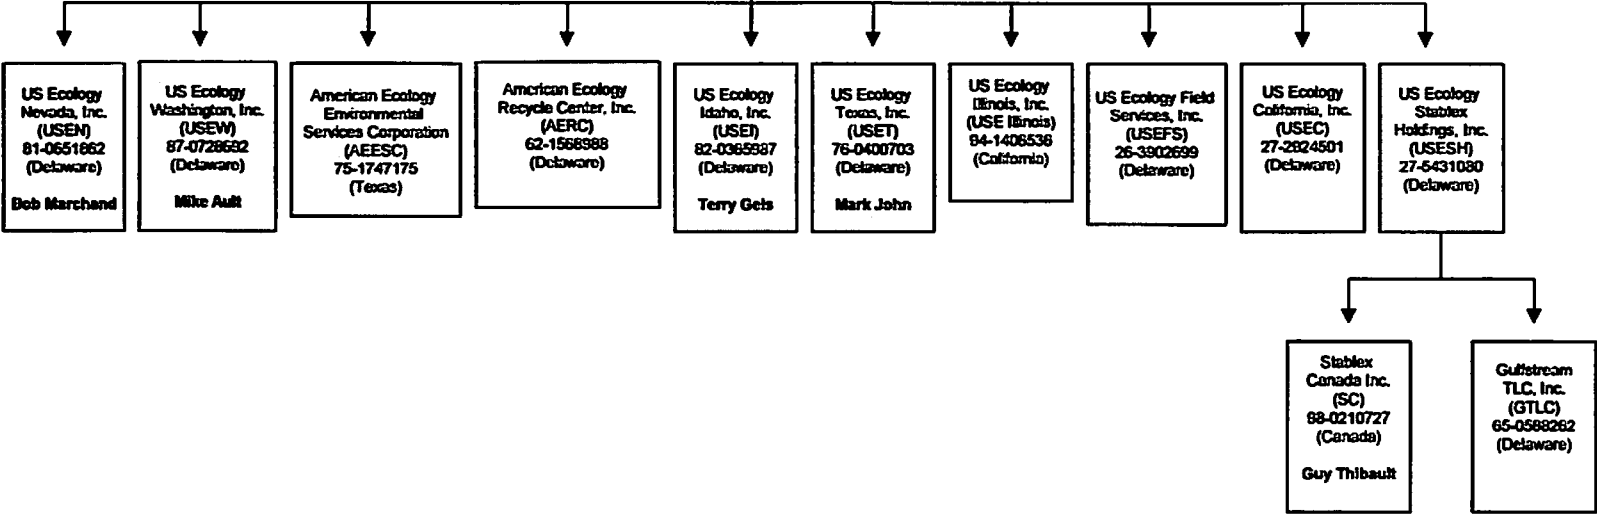 US Ecology
Nevada, Inc.
(USEN)
81-0651862
(Delaware)
Bob Marchand
US Ecology
Washington, Inc.
(USEW)
87-0728692
(Delaware)
Mike Ault
American Ecology
Environmental
Services Corporation
(AEESC)
75-1747175
(Texas)
American Ecology
Recycle Center, Inc.
(AERC)
62-1568988
(Delaware)
US Ecology
Idaho, Inc.
(USEI)
82-0365987
(Delaware)
Terry Geis
US Ecology
Texas, Inc.
(USET)
76-0400703
(Delaware)
Mark John
US Ecology
Illinois, Inc.
(USE Illinois)
94-1406536
(California)
US Ecology Field
Services, Inc.
(USEFS)
26-3902699
(Delaware)
US Ecology
California, Inc.
(USEC)
27-2924501
(Delaware)
US Ecology
Stablex
Holdings, Inc.
(USESH)
27-5431080
(Delaware)
Stablex
Canada Inc.
(SC)
98-0210727
(Canada)
Guy Thibault
Gulfstream
TLC, Inc.
(GTLC)
65-0588262
(Delaware)